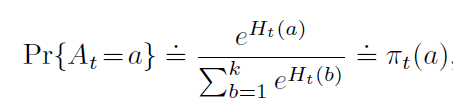 Pr{A_t = a} ≐ e^{H_t(a)} / ∑_{b=1}^{k} e^{H_t(b)} ≐ π_t(a),